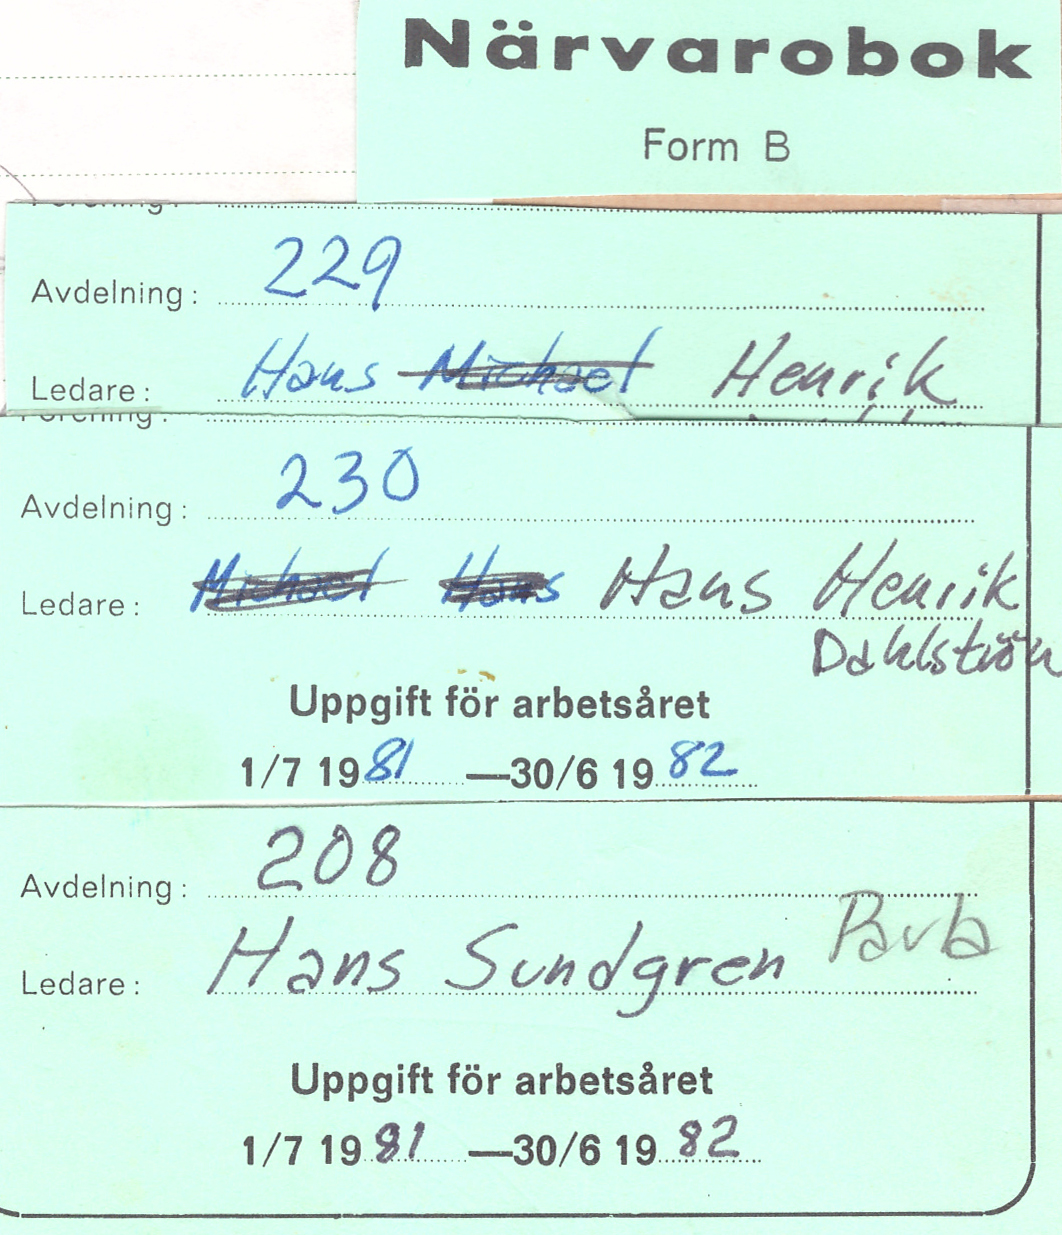 Närvarobok
Form B
Avdelning: 229
Ledare: Hans Michael Henrik
Avdelning: 230
Ledare: Michael Hans Hans Henrik
Dahlström
Uppgift för arbetsåret
1/7 1981 —30/6 1982
Avdelning: 208
Ledare: Hans Sundgren
Uppgift för arbetsåret
1/7 1981 —30/6 1982